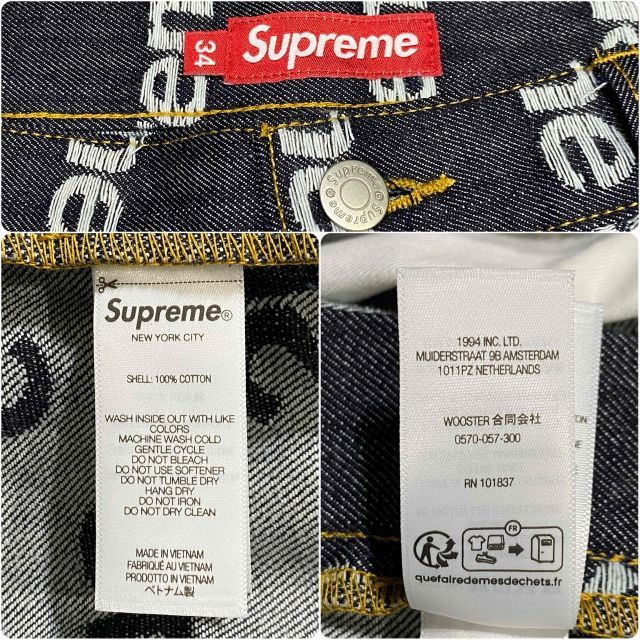 34
Supreme
Supreme Supreme
Supreme®
NEW YORK CITY
SHELL: 100% COTTON
WASH INSIDE OUT WITH LIKE
COLORS
MACHINE WASH COLD
GENTLE CYCLE
DO NOT BLEACH
DO NOT USE SOFTENER
DO NOT TUMBLE DRY
HANG DRY
DO NOT IRON
DO NOT DRY CLEAN
MADE IN VIETNAM
FABRIQUÉ AU VIETNAM
PRODOTTO IN VIETNAM
ベトナム製
1994 INC. LTD.
MUIDERSTRAAT 9B AMSTERDAM
1011PZ NETHERLANDS
WOOSTER 合同会社
0570-057-300
RN 101837
FR
quefairedemesdechets.fr